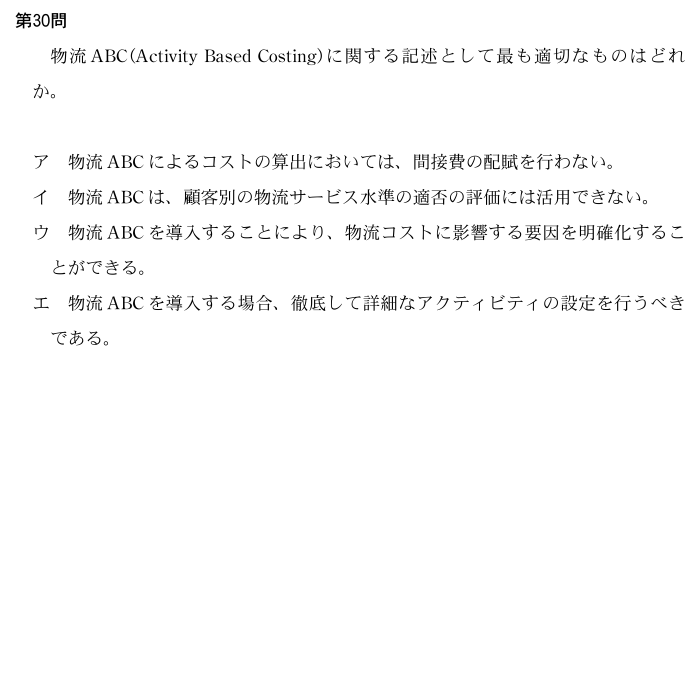 第30問
物流 ABC(Activity Based Costing)に関する記述として最も適切なものはどれ
か。
ア　物流 ABC によるコストの算出においては、間接費の配賦を行わない。
イ　物流 ABC は、顧客別の物流サービス水準の適否の評価には活用できない。
ウ　物流 ABC を導入することにより、物流コストに影響する要因を明確化するこ
とができる。
エ　物流 ABC を導入する場合、徹底して詳細なアクティビティの設定を行うべき
である。